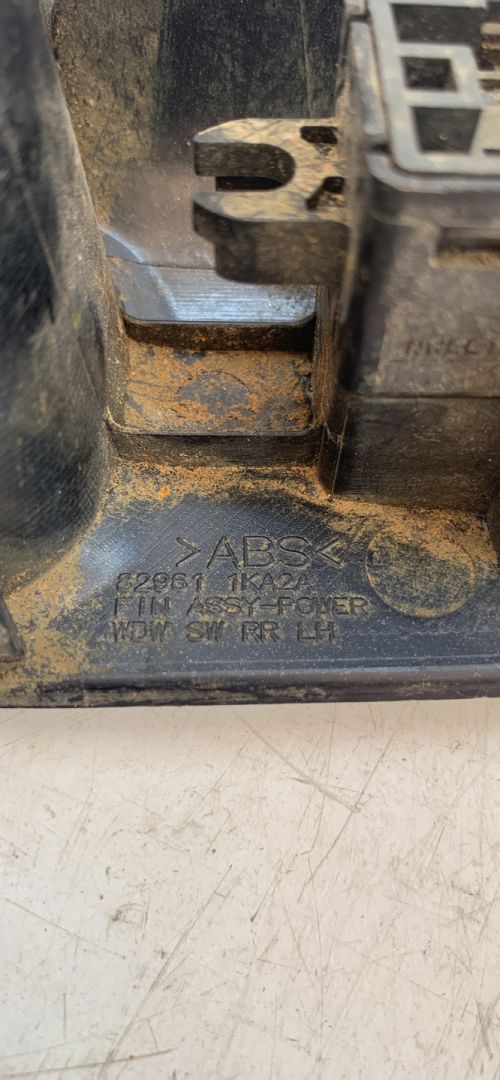 >ABS<
82961 1KA2A
FIN ASSY-POWER
WDW SW RR LH